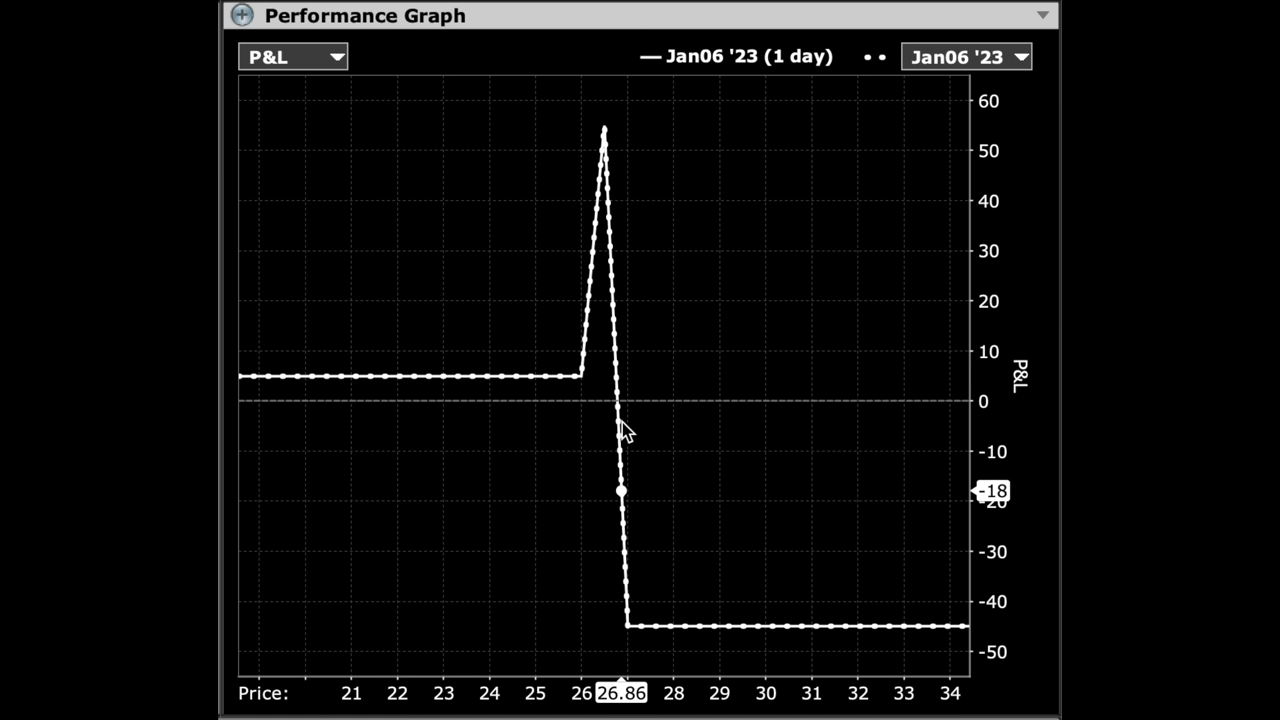 Performance Graph
P&L
Jan06 '23 (1 day)
Jan06 '23
60
50
40
30
20
10
0
-10
-18
-20
-30
-40
-50
P&L
Price: 21 22 23 24 25 26 26.86 28 29 30 31 32 33 34